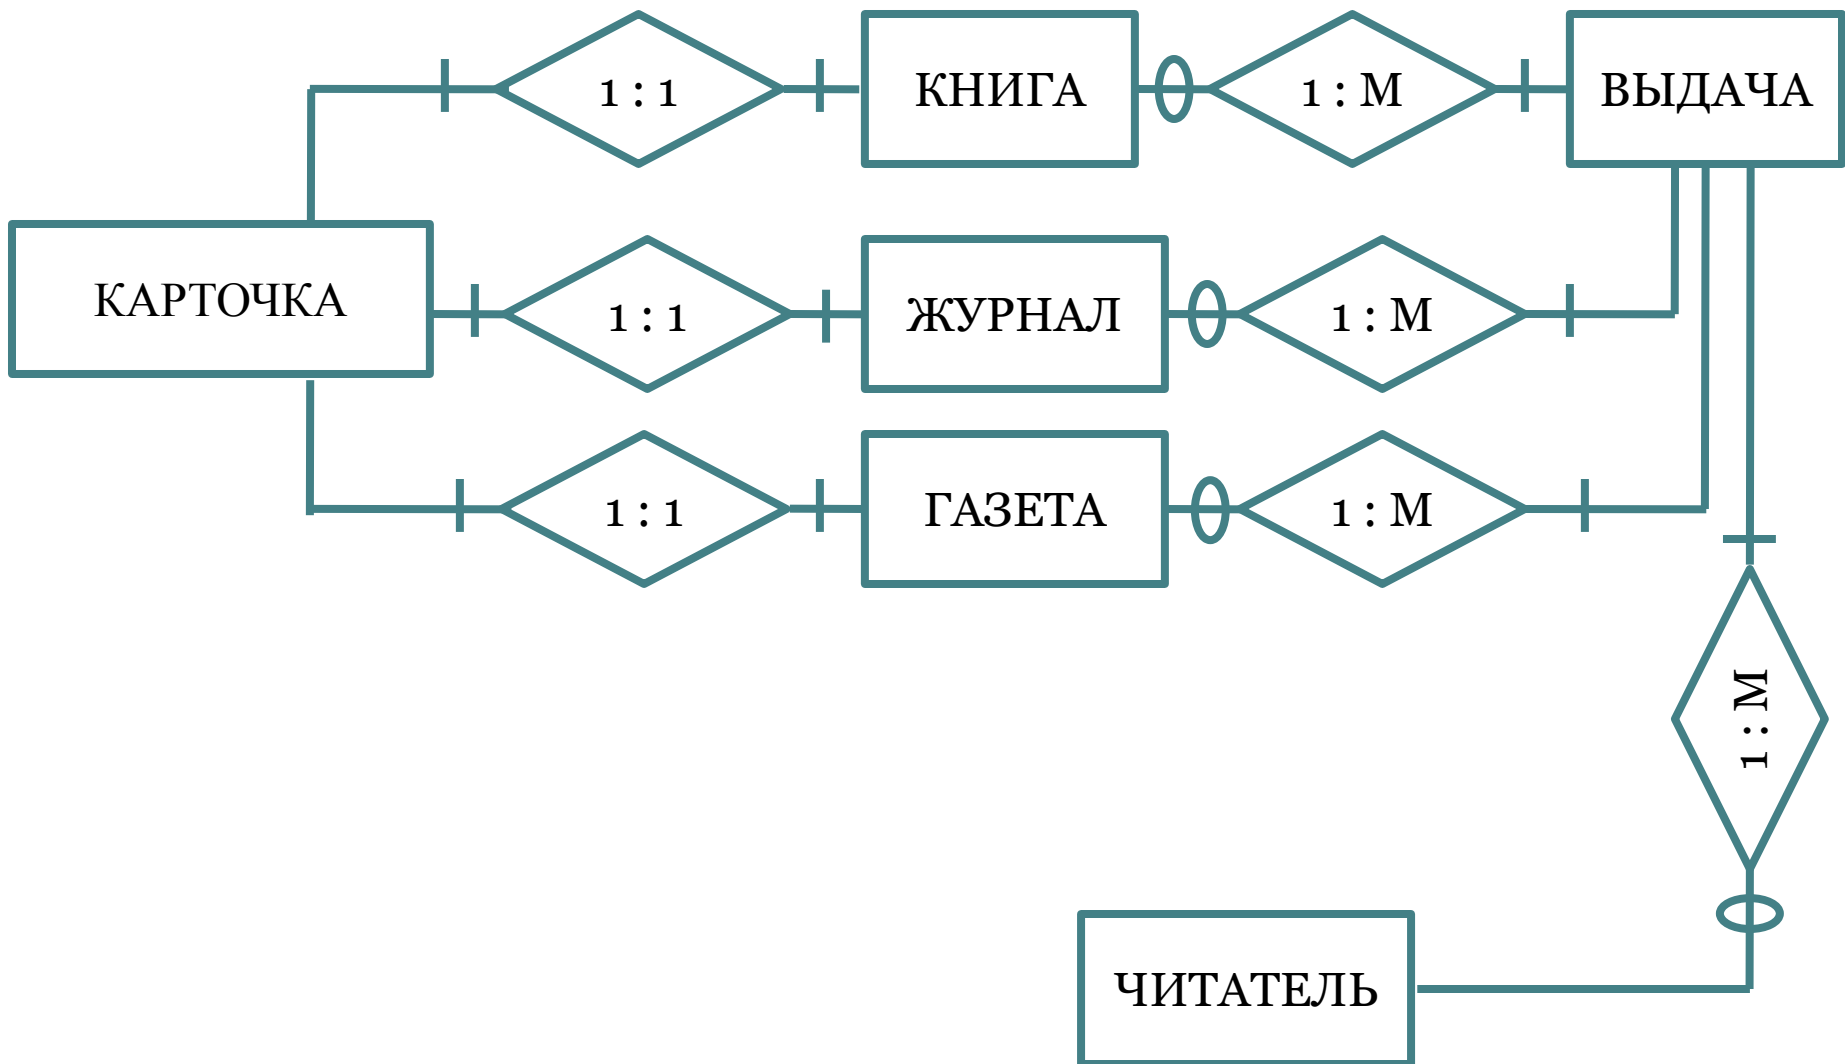 1 : 1
КНИГА
1 : М
ВЫДАЧА
КАРТОЧКА
1 : 1
ЖУРНАЛ
1 : М
1 : 1
ГАЗЕТА
1 : М
1 : М
ЧИТАТЕЛЬ